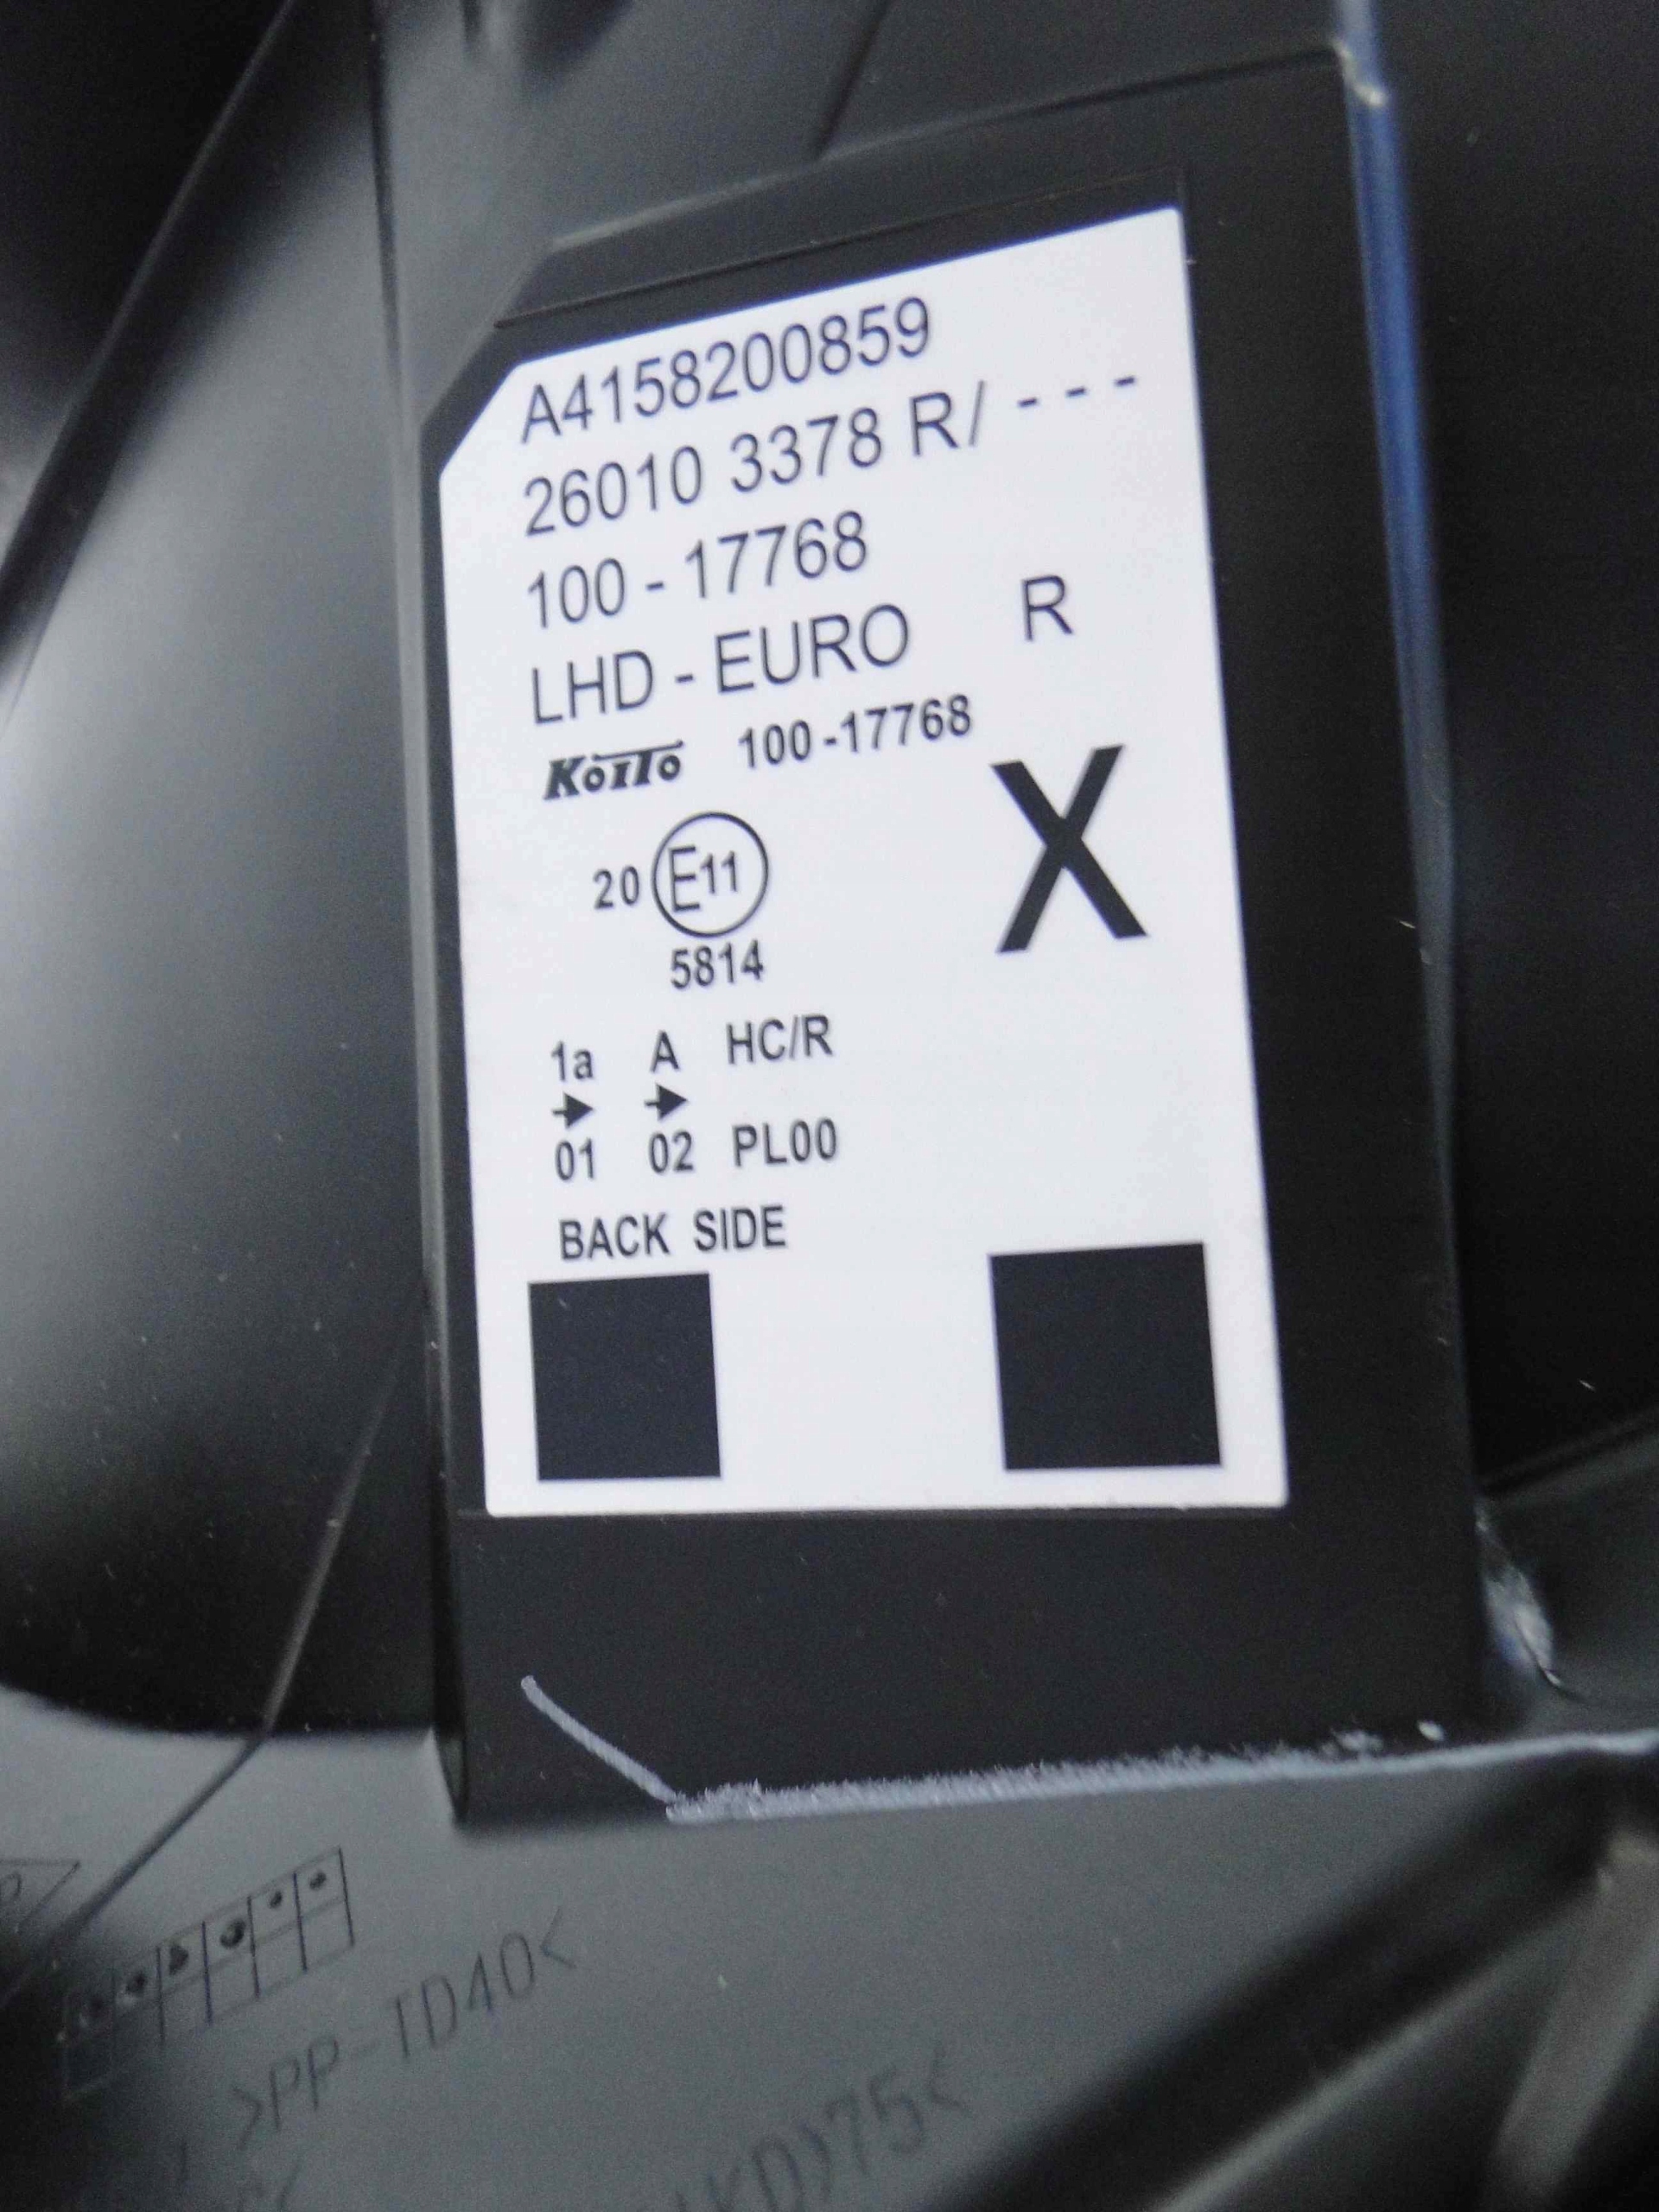 A4158200859
26010 3378 R/ - - -
100 - 17768
LHD - EURO R
KOITO 100-17768
X
20 E11
5814
1a A HC/R
01 02 PL00
BACK SIDE
>PP-TD40<